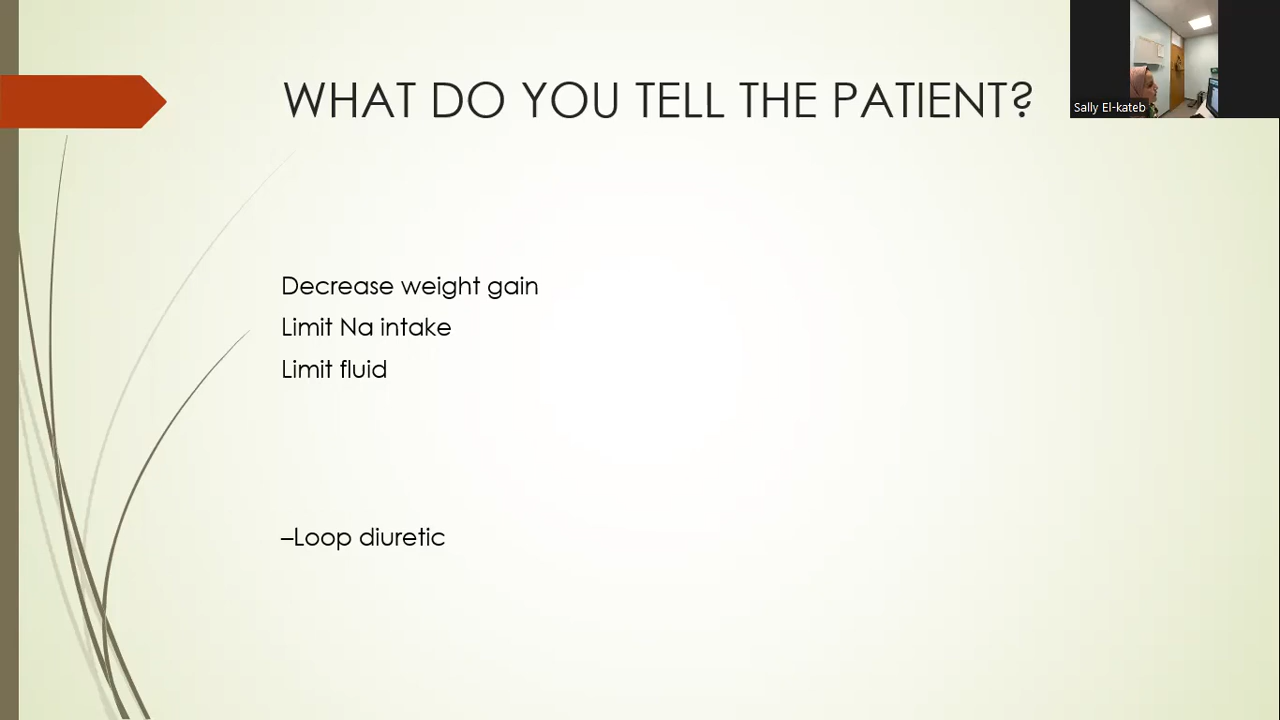 WHAT DO YOU TELL THE PATIENT?
Sally El-kateb
Decrease weight gain
Limit Na intake
Limit fluid
–Loop diuretic